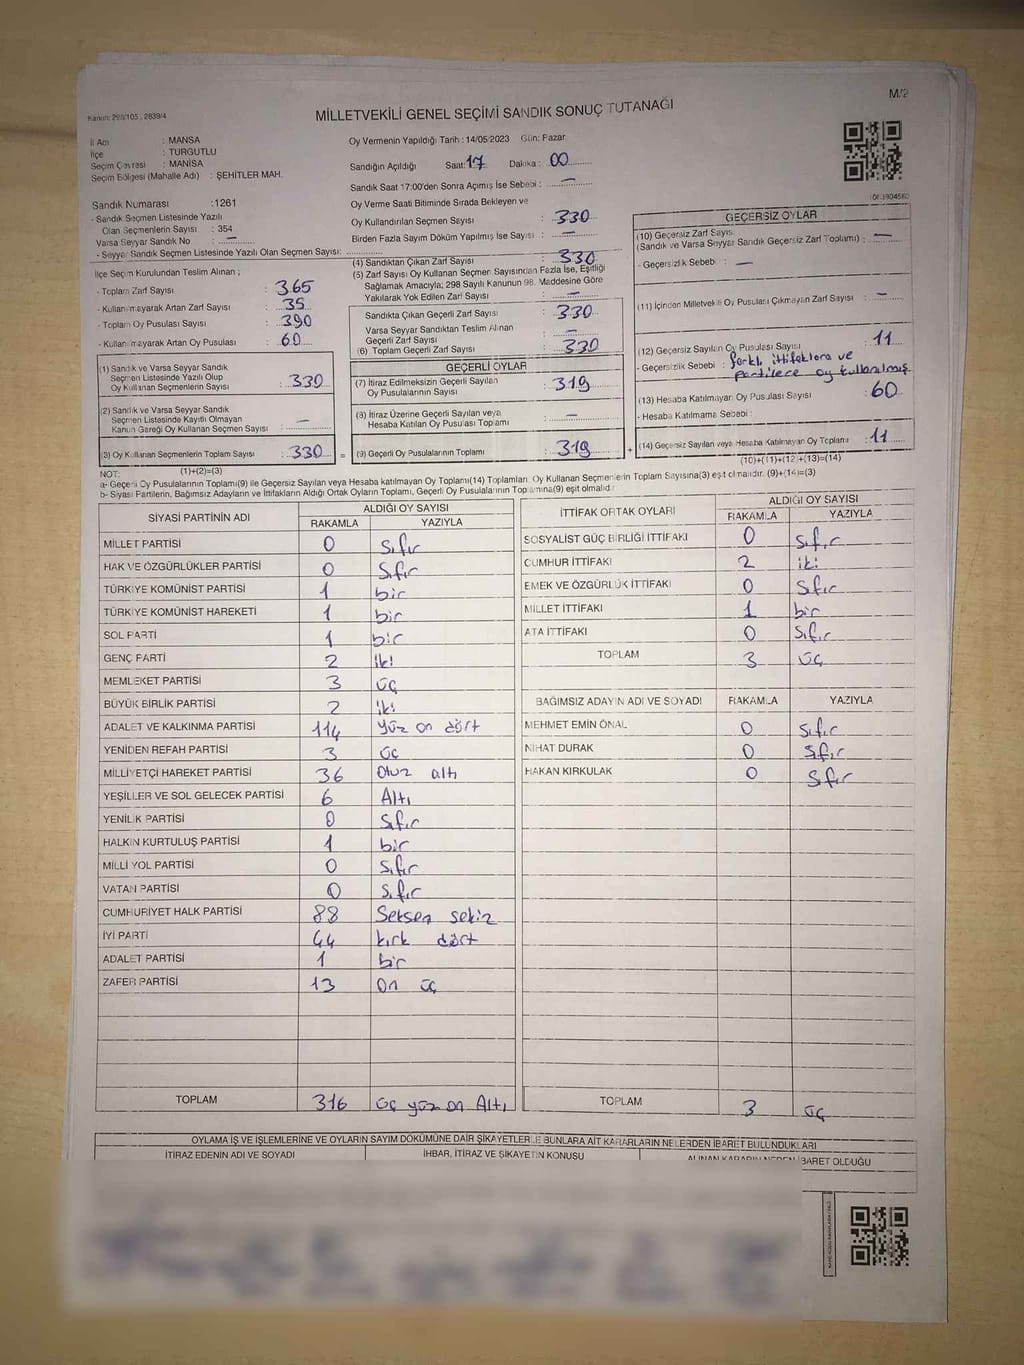 M/2
Kanun: 298/105, 2839/4
MİLLETVEKİLİ GENEL SEÇİMİ SANDIK SONUÇ TUTANAĞI
İl Adı : MANİSA
İlçe : TURGUTLU
Seçim Çevresi : MANİSA
Seçim Bölgesi (Mahalle Adı) : ŞEHİTLER MAH.
Oy Vermenin Yapıldığı Tarih : 14/05/2023 Gün: Pazar
Sandığın Açıldığı Saat: 17 Dakika : 00
Sandık Saat 17:00'den Sonra Açılmış İse Sebebi : —
Sandık Numarası : 1261
- Sandık Seçmen Listesinde Yazılı
Olan Seçmenlerin Sayısı : 354
Varsa Seyyar Sandık No —
- Seyyar Sandık Seçmen Listesinde Yazılı Olan Seçmen Sayısı:
Oy Verme Saati Bitiminde Sırada Bekleyen ve
Oy Kullandırılan Seçmen Sayısı : 330
Birden Fazla Sayım Döküm Yapılmış İse Sayısı : —
İlçe Seçim Kurulundan Teslim Alınan ;
- Toplam Zarf Sayısı : 365
- Kullanılmayarak Artan Zarf Sayısı : 35
- Toplam Oy Pusulası Sayısı : 390
- Kullanılmayarak Artan Oy Pusulası Sayısı : 60
(1) Sandık ve Varsa Seyyar Sandık
Seçmen Listesinde Yazılı Olup
Oy Kullanan Seçmenlerin Sayısı : 330
(2) Sandık ve Varsa Seyyar Sandık
Seçmen Listesinde Kayıtlı Olmayan
Kanun Gereği Oy Kullanan Seçmen Sayısı : —
(3) Oy Kullanan Seçmenlerin Toplam Sayısı : 330
(1)+(2)=(3)
(4) Sandıktan Çıkan Zarf Sayısı : 330
(5) Zarf Sayısı Oy Kullanan Seçmen Sayısından Fazla İse, Eşitliği
Sağlamak Amacıyla; 298 Sayılı Kanunun 98. Maddesine Göre
Yakılarak Yok Edilen Zarf Sayısı : —
Sandıkta Çıkan Geçerli Zarf Sayısı : 330
Varsa Seyyar Sandıktan Teslim Alınan
Geçerli Zarf Sayısı : —
(6) Toplam Geçerli Zarf Sayısı : 330
GEÇERLİ OYLAR
(7) İtiraz Edilmeksizin Geçerli Sayılan
Oy Pusulalarının Sayısı : 319
(8) İtiraz Üzerine Geçerli Sayılan veya
Hesaba Katılan Oy Pusulası Toplamı : —
= (9) Geçerli Oy Pusulalarının Toplamı : 319 +
GEÇERSİZ OYLAR
(10) Geçersiz Zarf Sayısı
(Sandık ve Varsa Seyyar Sandık Geçersiz Zarf Toplamı) : —
- Geçersizlik Sebebi : —
(11) İçinden Milletvekili Oy Pusulası Çıkmayan Zarf Sayısı : —
(12) Geçersiz Sayılan Oy Pusulası Sayısı : 11
- Geçersizlik Sebebi : farklı ittifaklara ve
partilere oy kullanılmış
(13) Hesaba Katılmayan Oy Pusulası Sayısı : 60
- Hesaba Katılmama Sebebi :
(14) Geçersiz Sayılan veya Hesaba Katılmayan Oy Toplamı : 11
(10)+(11)+(12)+(13)=(14)
NOT:
a- Geçerli Oy Pusulalarının Toplamı(9) ile Geçersiz Sayılan veya Hesaba katılmayan Oy Toplamı(14) Toplamları, Oy Kullanan Seçmenlerin Toplam Sayısına(3) eşit olmalıdır. (9)+(14)=(3)
b- Siyasi Partilerin, Bağımsız Adayların ve İttifakların Aldığı Ortak Oyların Toplamı, Geçerli Oy Pusulalarının Toplamına(9) eşit olmalıdır.
SİYASİ PARTİNİN ADI ALDIĞI OY SAYISI
RAKAMLA YAZIYLA
MİLLET PARTİSİ 0 sıfır
HAK VE ÖZGÜRLÜKLER PARTİSİ 0 sıfır
TÜRKİYE KOMÜNİST PARTİSİ 1 bir
TÜRKİYE KOMÜNİST HAREKETİ 1 bir
SOL PARTİ 1 bir
GENÇ PARTİ 2 iki
MEMLEKET PARTİSİ 3 üç
BÜYÜK BİRLİK PARTİSİ 2 iki
ADALET VE KALKINMA PARTİSİ 114 yüz on dört
YENİDEN REFAH PARTİSİ 3 üç
MİLLİYETÇİ HAREKET PARTİSİ 36 Otuz altı
YEŞİLLER VE SOL GELECEK PARTİSİ 6 Altı
YENİLİK PARTİSİ 0 sıfır
HALKIN KURTULUŞ PARTİSİ 1 bir
MİLLİ YOL PARTİSİ 0 sıfır
VATAN PARTİSİ 0 sıfır
CUMHURİYET HALK PARTİSİ 88 Seksen sekiz
İYİ PARTİ 44 kırk dört
ADALET PARTİSİ 1 bir
ZAFER PARTİSİ 13 On üç
TOPLAM 316 üç yüz on Altı
İTTİFAK ORTAK OYLARI ALDIĞI OY SAYISI
RAKAMLA YAZIYLA
SOSYALİST GÜÇ BİRLİĞİ İTTİFAKI 0 sıfır
CUMHUR İTTİFAKI 2 iki
EMEK VE ÖZGÜRLÜK İTTİFAKI 0 sıfır
MİLLET İTTİFAKI 1 bir
ATA İTTİFAKI 0 sıfır
TOPLAM 3 üç
BAĞIMSIZ ADAYIN ADI VE SOYADI RAKAMLA YAZIYLA
MEHMET EMİN ÖNAL 0 sıfır
NİHAT DURAK 0 sıfır
HAKAN KIRKULAK 0 sıfır
TOPLAM 3 üç
OYLAMA İŞ VE İŞLEMLERİNE VE OYLARIN SAYIM DÖKÜMÜNE DAİR ŞİKAYETLERLE BUNLARA AİT KARARLARIN NELERDEN İBARET BULUNDUKLARI
İTİRAZ EDENİN ADI VE SOYADI İHBAR, İTİRAZ VE ŞİKAYETİN KONUSU ALINAN KARARIN NEDEN İBARET OLDUĞU